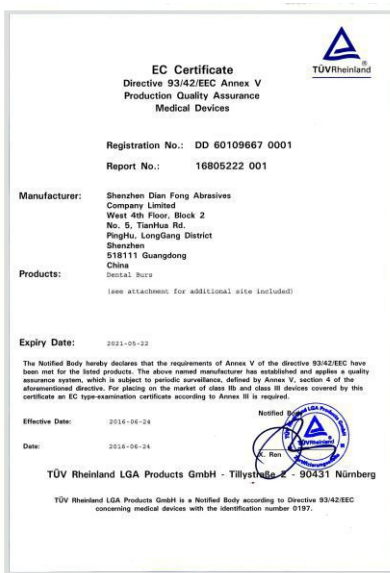 TÜVRheinland
EC Certificate
Directive 93/42/EEC Annex V
Production Quality Assurance
Medical Devices
Registration No.: DD 60109667 0001
Report No.: 16805222 001
Manufacturer: Shenzhen Dian Fong Abrasives
Company Limited
West 4th Floor, Block 2
No. 5, TianHua Rd.
PingHu, LongGang District
Shenzhen
518111 Guangdong
China
Products: Dental Burs
(see attachment for additional site included)
Expiry Date: 2021-05-22
The Notified Body hereby declares that the requirements of Annex V of the directive 93/42/EEC have
been met for the listed products. The above named manufacturer has established and applies a quality
assurance system, which is subject to periodic surveillance, defined by Annex V, section 4 of the
aforementioned directive. For placing on the market of class IIb and class III devices covered by this
certificate an EC type-examination certificate according to Annex III is required.
Notified Body
Effective Date: 2016-06-24
Date: 2016-06-24
X. Ren
TÜV Rheinland LGA Products GmbH - Tillystraße 2 - 90431 Nürnberg
TÜV Rheinland LGA Products GmbH is a Notified Body according to Directive 93/42/EEC
concerning medical devices with the identification number 0197.